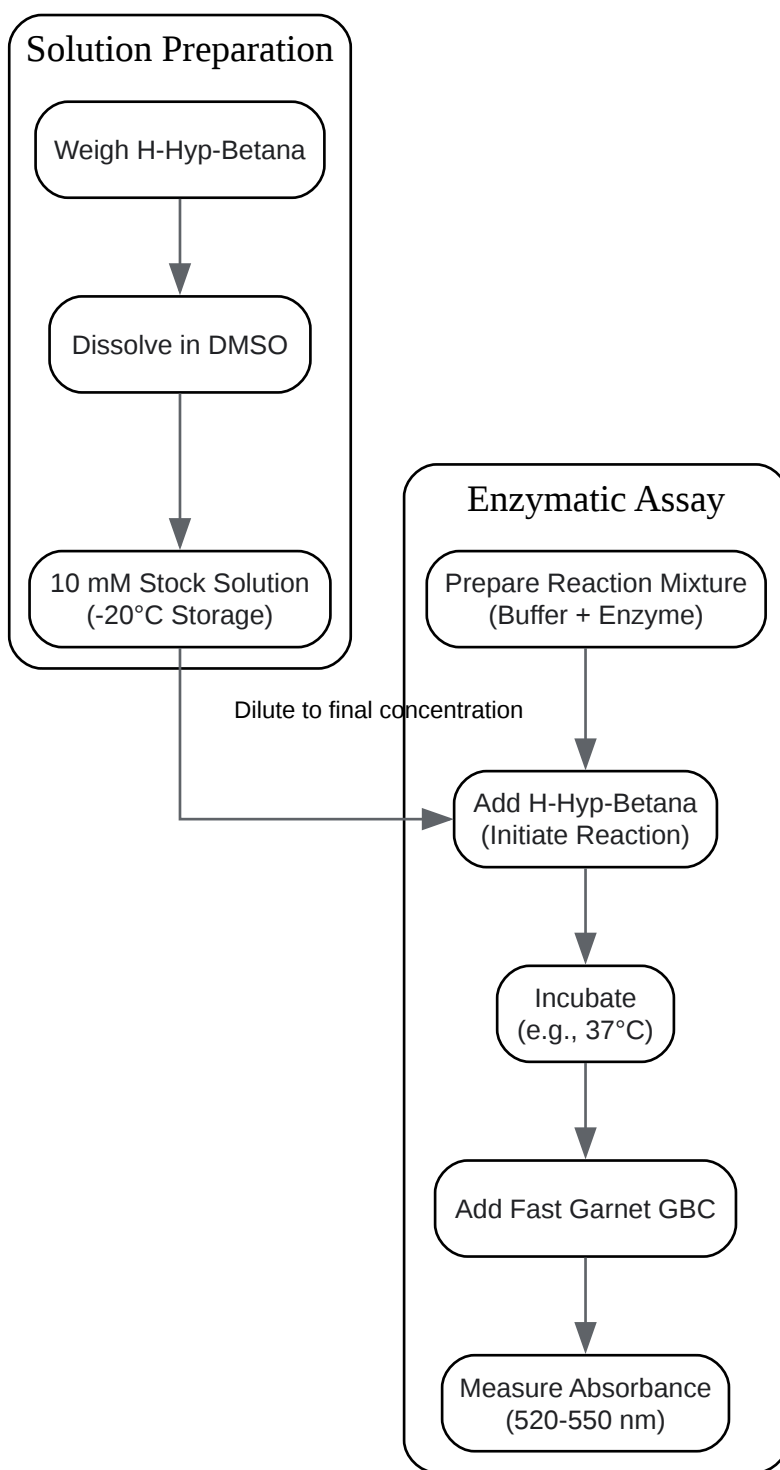 Solution Preparation
Weigh H-Hyp-Betana
Dissolve in DMSO
10 mM Stock Solution
(-20°C Storage)
Dilute to final concentration
Enzymatic Assay
Prepare Reaction Mixture
(Buffer + Enzyme)
Add H-Hyp-Betana
(Initiate Reaction)
Incubate
(e.g., 37°C)
Add Fast Garnet GBC
Measure Absorbance
(520-550 nm)